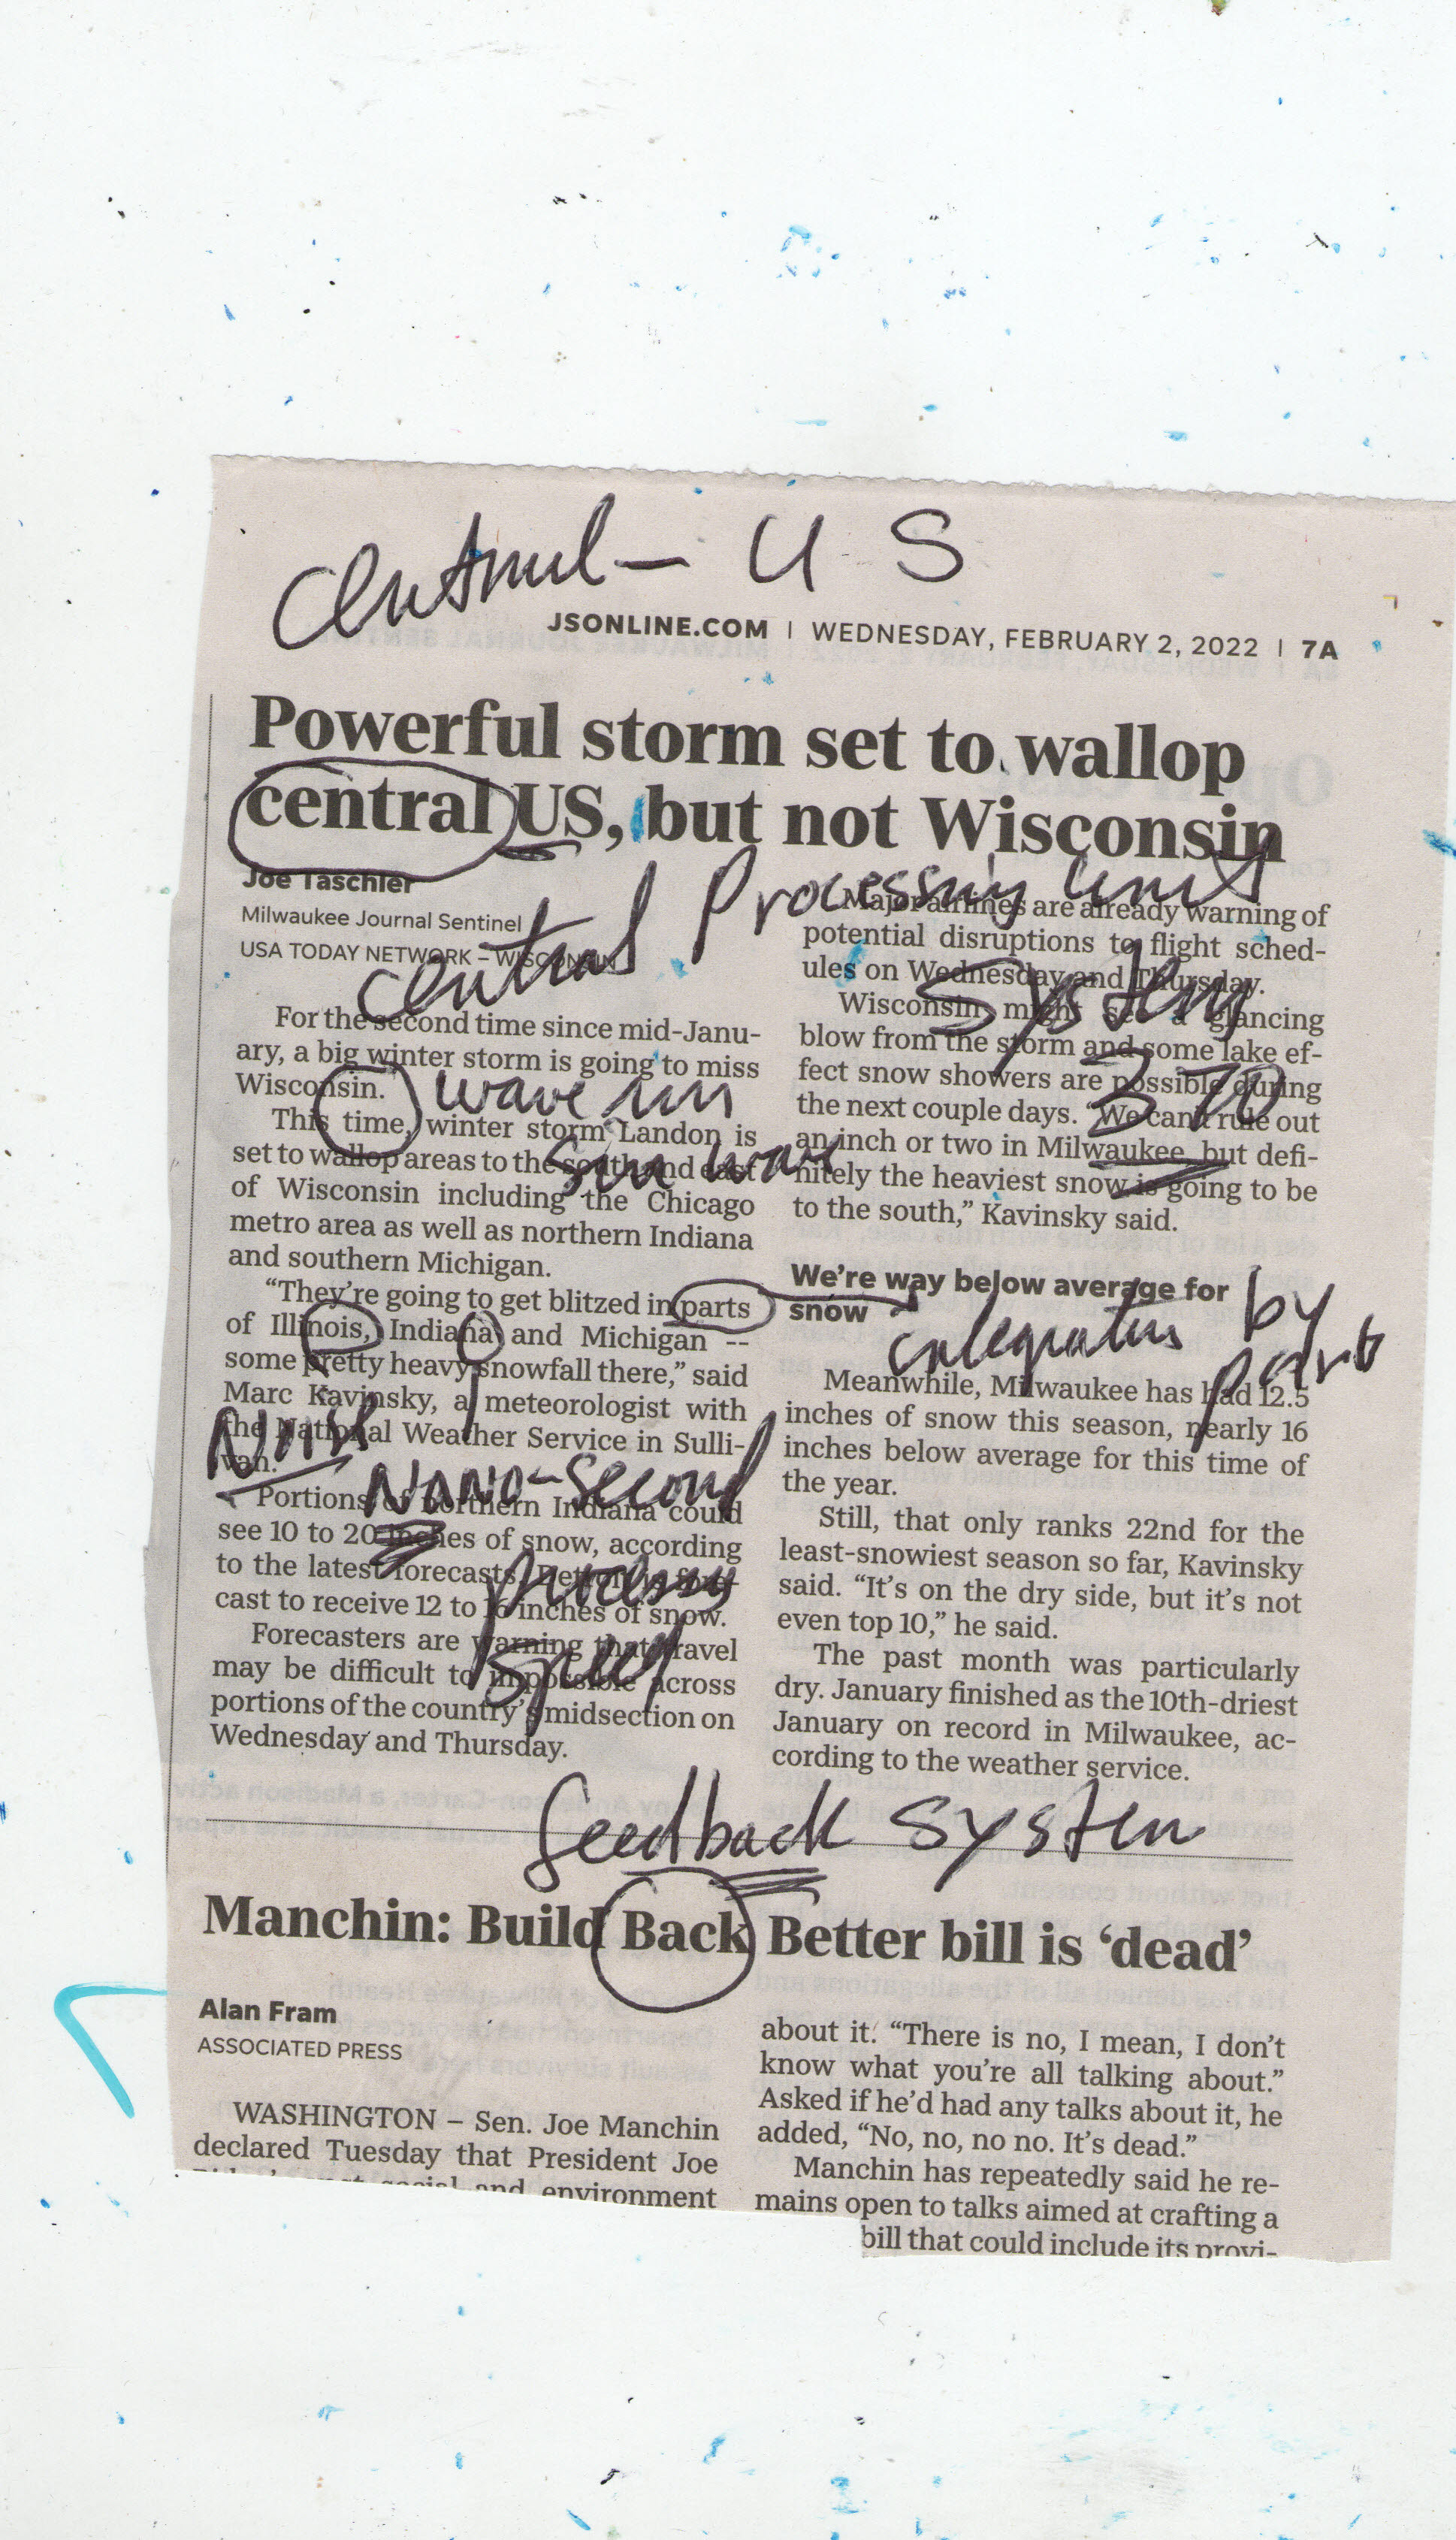 Central - U S
JSONLINE.COM | WEDNESDAY, FEBRUARY 2, 2022 | 7A
Powerful storm set to wallop
central US, but not Wisconsin
Joe Taschler
Milwaukee Journal Sentinel
USA TODAY NETWORK – WISCONSIN
Central Processing Unit
System
370
For the second time since mid-Janu-
ary, a big winter storm is going to miss
Wisconsin.
wave
This time, winter storm Landon is
sin wave
set to wallop areas to the south and east
of Wisconsin including the Chicago
metro area as well as northern Indiana
and southern Michigan.
“They’re going to get blitzed in parts
of Illinois, Indiana and Michigan --
some pretty heavy snowfall there,” said
Marc Kavinsky, a meteorologist with
the National Weather Service in Sulli-
van.
Noise
Nano-Second
Portions of northern Indiana could
see 10 to 20 inches of snow, according
to the latest forecasts. Detroit is fore-
cast to receive 12 to 16 inches of snow.
Processing
Speed
Forecasters are warning that travel
may be difficult to impossible across
portions of the country’s midsection on
Wednesday and Thursday.
Major airlines are already warning of
potential disruptions to flight sched-
ules on Wednesday and Thursday.
Wisconsin might see a glancing
blow from the storm and some lake ef-
fect snow showers are possible during
the next couple days. “We can’t rule out
an inch or two in Milwaukee, but defi-
nitely the heaviest snow is going to be
to the south,” Kavinsky said.
We’re way below average for
snow
by
parts
Meanwhile, Milwaukee has had 12.5
inches of snow this season, nearly 16
inches below average for this time of
the year.
Still, that only ranks 22nd for the
least-snowiest season so far, Kavinsky
said. “It’s on the dry side, but it’s not
even top 10,” he said.
The past month was particularly
dry. January finished as the 10th-driest
January on record in Milwaukee, ac-
cording to the weather service.
feedback system
Manchin: Build Back Better bill is ‘dead’
Alan Fram
ASSOCIATED PRESS
WASHINGTON – Sen. Joe Manchin
declared Tuesday that President Joe
social and environment
about it. “There is no, I mean, I don’t
know what you’re all talking about.”
Asked if he’d had any talks about it, he
added, “No, no, no no. It’s dead.”
Manchin has repeatedly said he re-
mains open to talks aimed at crafting a
bill that could include its provi-